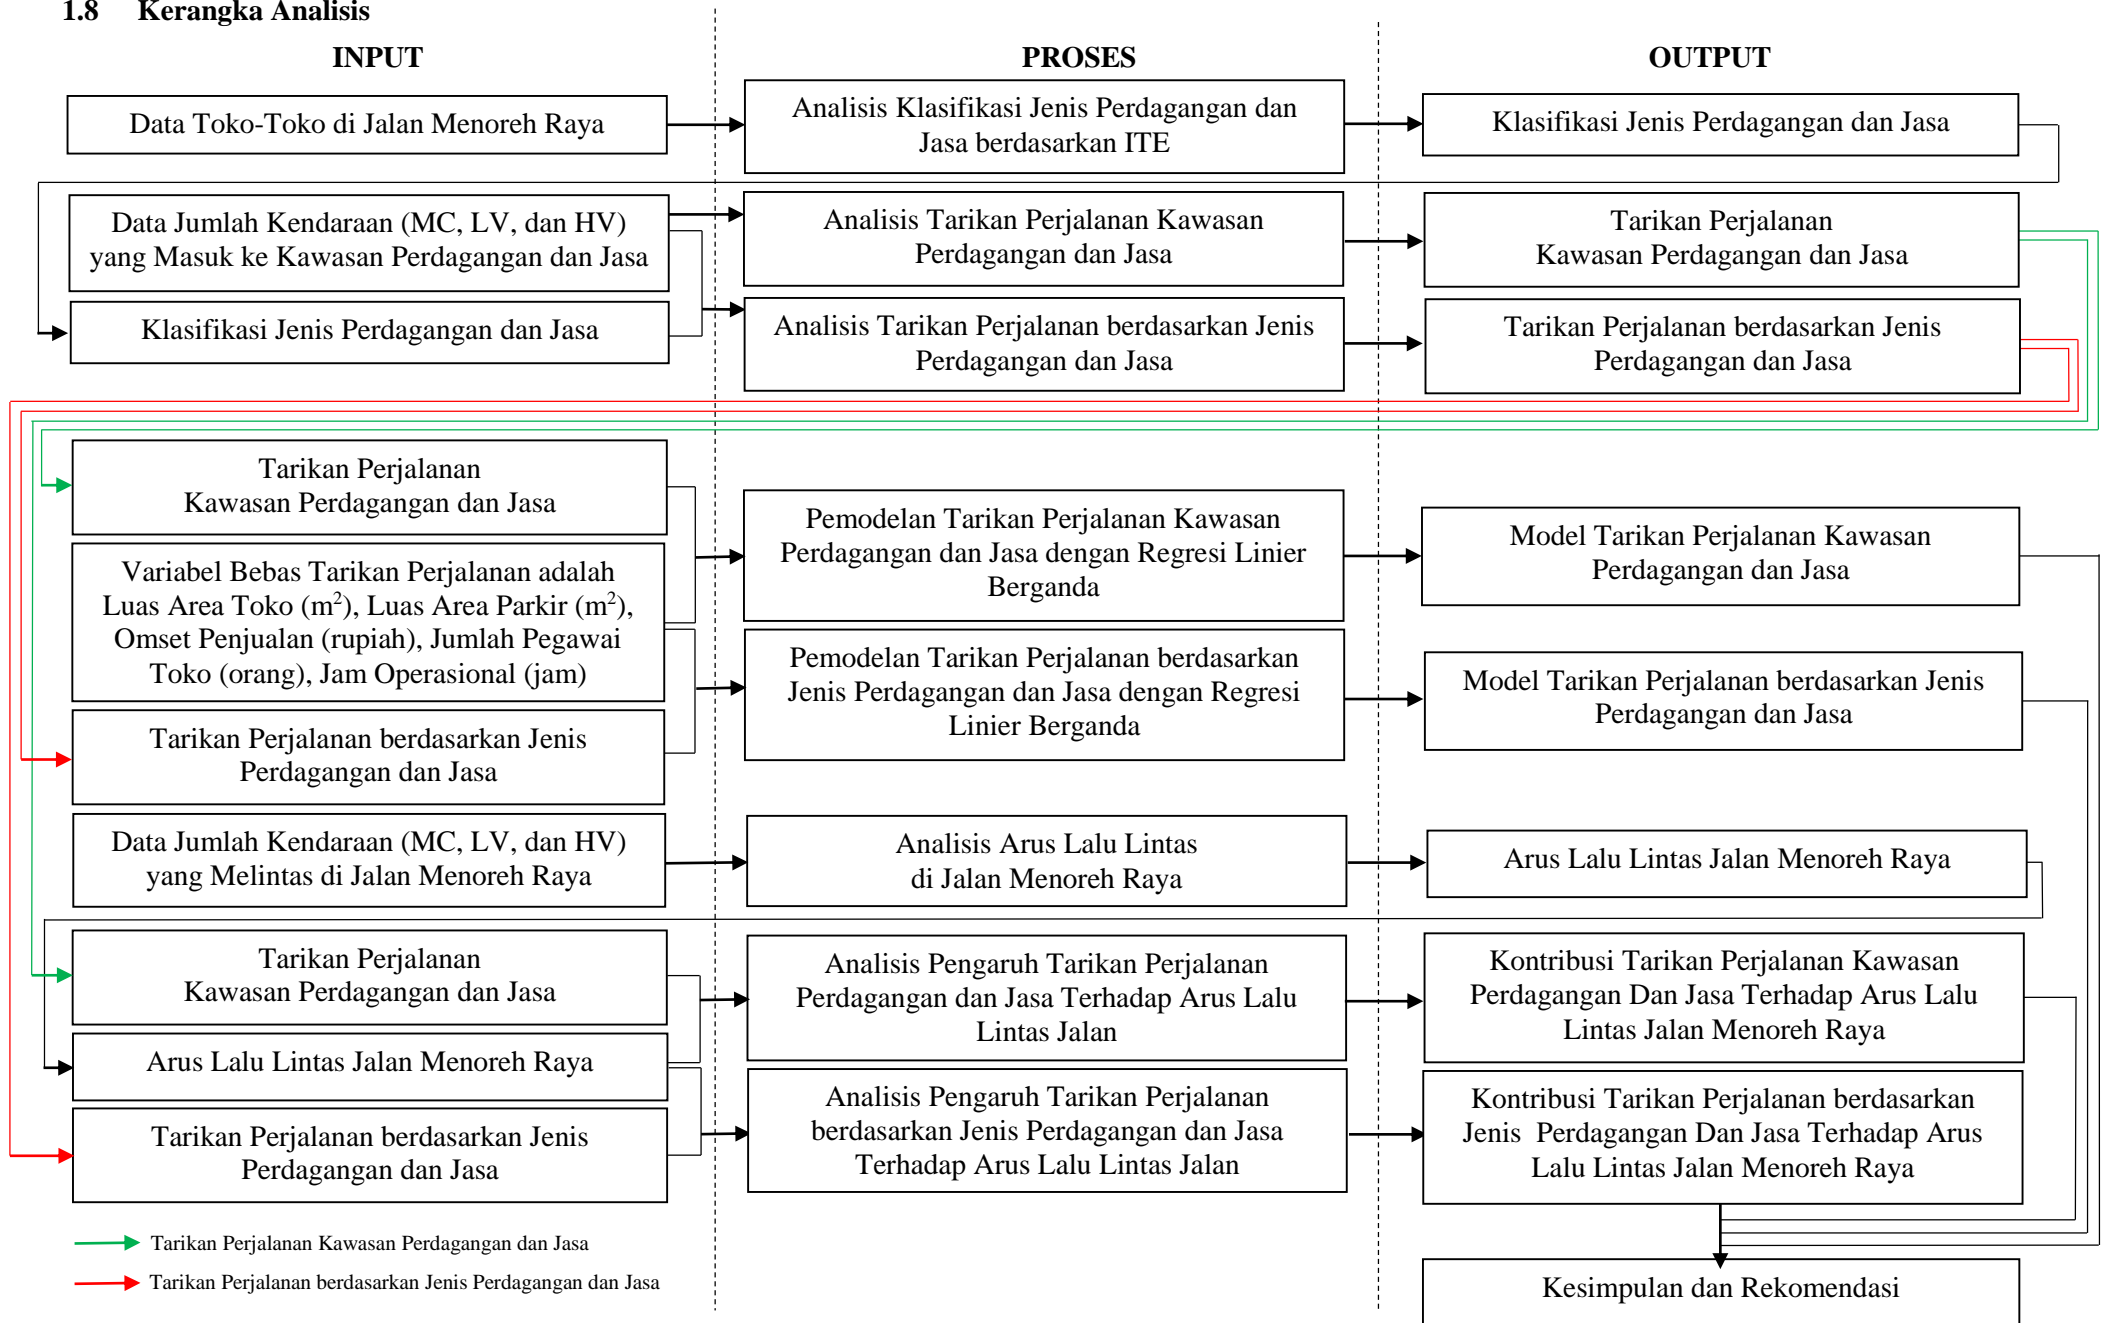 1.8 Kerangka Analisis
INPUT
PROSES
OUTPUT
Data Toko-Toko di Jalan Menoreh Raya
Analisis Klasifikasi Jenis Perdagangan dan
Jasa berdasarkan ITE
Klasifikasi Jenis Perdagangan dan Jasa
Data Jumlah Kendaraan (MC, LV, dan HV)
yang Masuk ke Kawasan Perdagangan dan Jasa
Analisis Tarikan Perjalanan Kawasan
Perdagangan dan Jasa
Tarikan Perjalanan
Kawasan Perdagangan dan Jasa
Klasifikasi Jenis Perdagangan dan Jasa
Analisis Tarikan Perjalanan berdasarkan Jenis
Perdagangan dan Jasa
Tarikan Perjalanan berdasarkan Jenis
Perdagangan dan Jasa
Tarikan Perjalanan
Kawasan Perdagangan dan Jasa
Pemodelan Tarikan Perjalanan Kawasan
Perdagangan dan Jasa dengan Regresi Linier
Berganda
Model Tarikan Perjalanan Kawasan
Perdagangan dan Jasa
Variabel Bebas Tarikan Perjalanan adalah
Luas Area Toko (m²), Luas Area Parkir (m²),
Omset Penjualan (rupiah), Jumlah Pegawai
Toko (orang), Jam Operasional (jam)
Pemodelan Tarikan Perjalanan berdasarkan
Jenis Perdagangan dan Jasa dengan Regresi
Linier Berganda
Model Tarikan Perjalanan berdasarkan Jenis
Perdagangan dan Jasa
Tarikan Perjalanan berdasarkan Jenis
Perdagangan dan Jasa
Data Jumlah Kendaraan (MC, LV, dan HV)
yang Melintas di Jalan Menoreh Raya
Analisis Arus Lalu Lintas
di Jalan Menoreh Raya
Arus Lalu Lintas Jalan Menoreh Raya
Tarikan Perjalanan
Kawasan Perdagangan dan Jasa
Analisis Pengaruh Tarikan Perjalanan
Perdagangan dan Jasa Terhadap Arus Lalu
Lintas Jalan
Kontribusi Tarikan Perjalanan Kawasan
Perdagangan Dan Jasa Terhadap Arus Lalu
Lintas Jalan Menoreh Raya
Arus Lalu Lintas Jalan Menoreh Raya
Analisis Pengaruh Tarikan Perjalanan
berdasarkan Jenis Perdagangan dan Jasa
Terhadap Arus Lalu Lintas Jalan
Kontribusi Tarikan Perjalanan berdasarkan
Jenis Perdagangan Dan Jasa Terhadap Arus
Lalu Lintas Jalan Menoreh Raya
Tarikan Perjalanan berdasarkan Jenis
Perdagangan dan Jasa
Tarikan Perjalanan Kawasan Perdagangan dan Jasa
Tarikan Perjalanan berdasarkan Jenis Perdagangan dan Jasa
Kesimpulan dan Rekomendasi